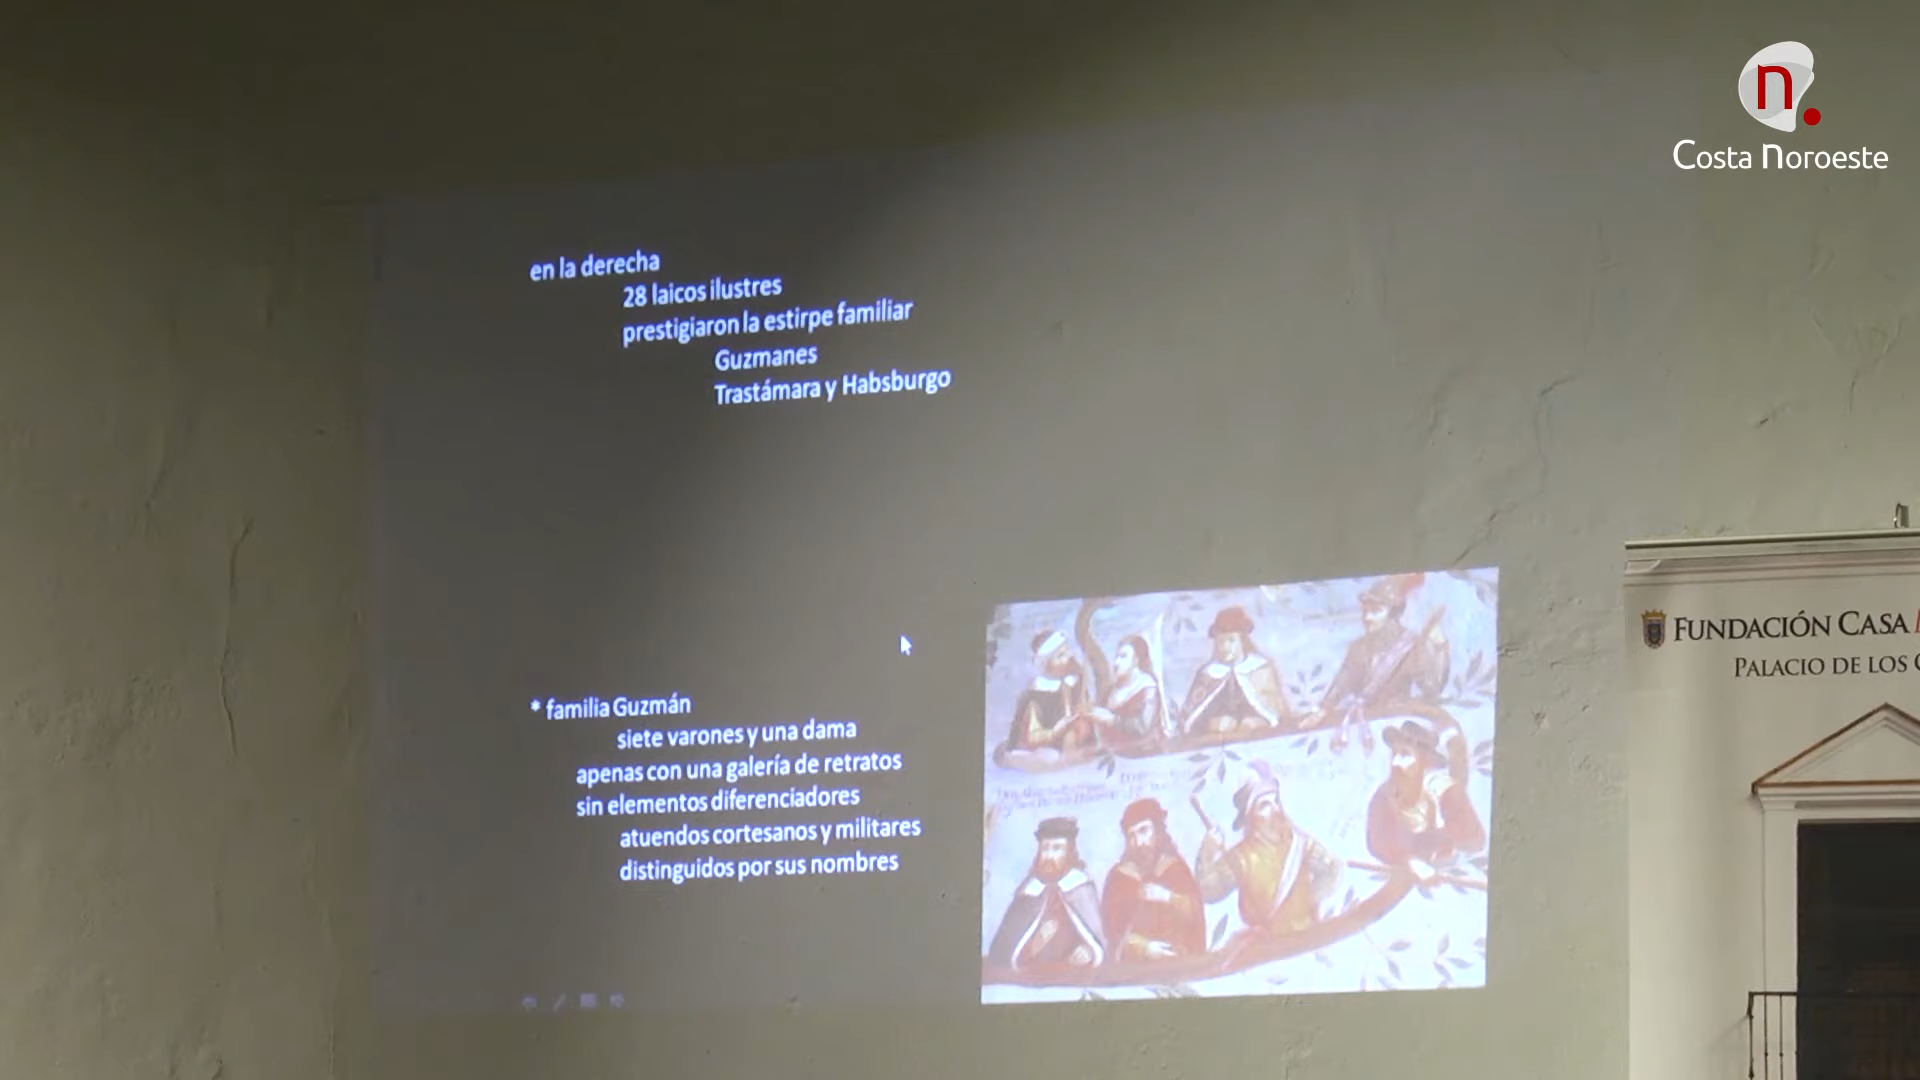 n.
Costa noroeste
en la derecha
28 laicos ilustres
prestigiaron la estirpe familiar
Guzmanes
Trastámara y Habsburgo
* familia Guzmán
siete varones y una dama
apenas con una galería de retratos
sin elementos diferenciadores
atuendos cortesanos y militares
distinguidos por sus nombres
FUNDACIÓN CASA
PALACIO DE LOS